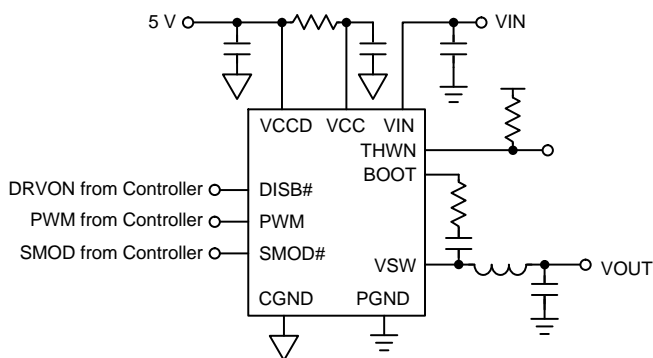 5 V
VIN
VCCD VCC VIN
THWN
BOOT
DRVON from Controller DISB#
PWM from Controller PWM
SMOD from Controller SMOD#
VSW
VOUT
CGND PGND